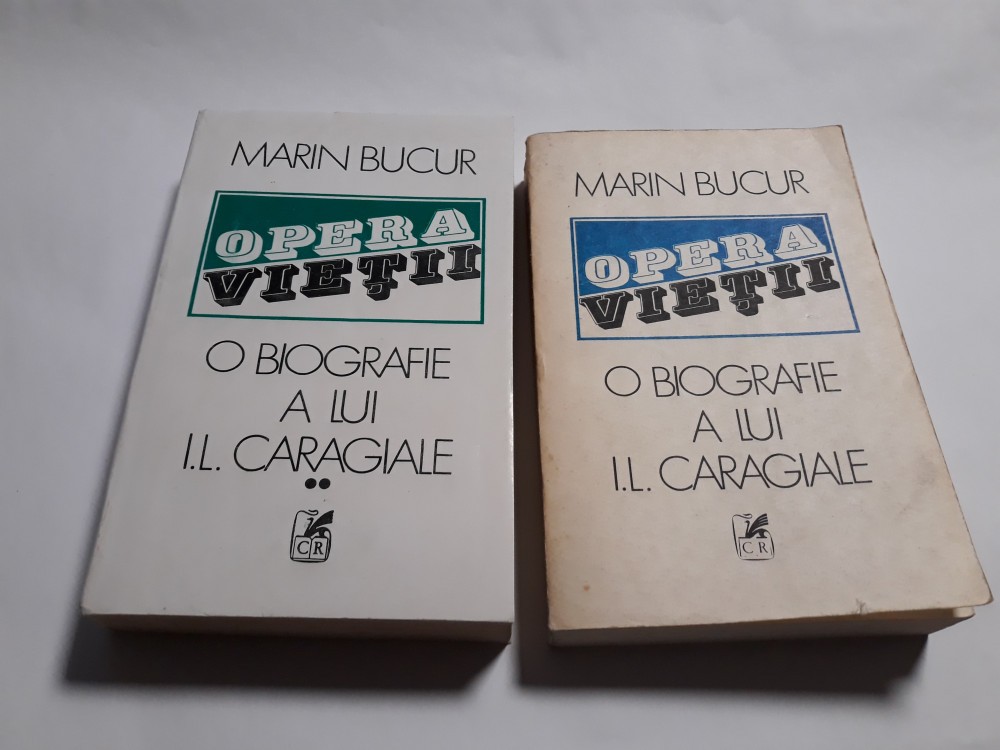 MARIN BUCUR
OPERA
VIEȚII
O BIOGRAFIE
A LUI
I.L. CARAGIALE
••
CR
MARIN BUCUR
OPERA
VIEȚII
O BIOGRAFIE
A LUI
I.L. CARAGIALE
CR